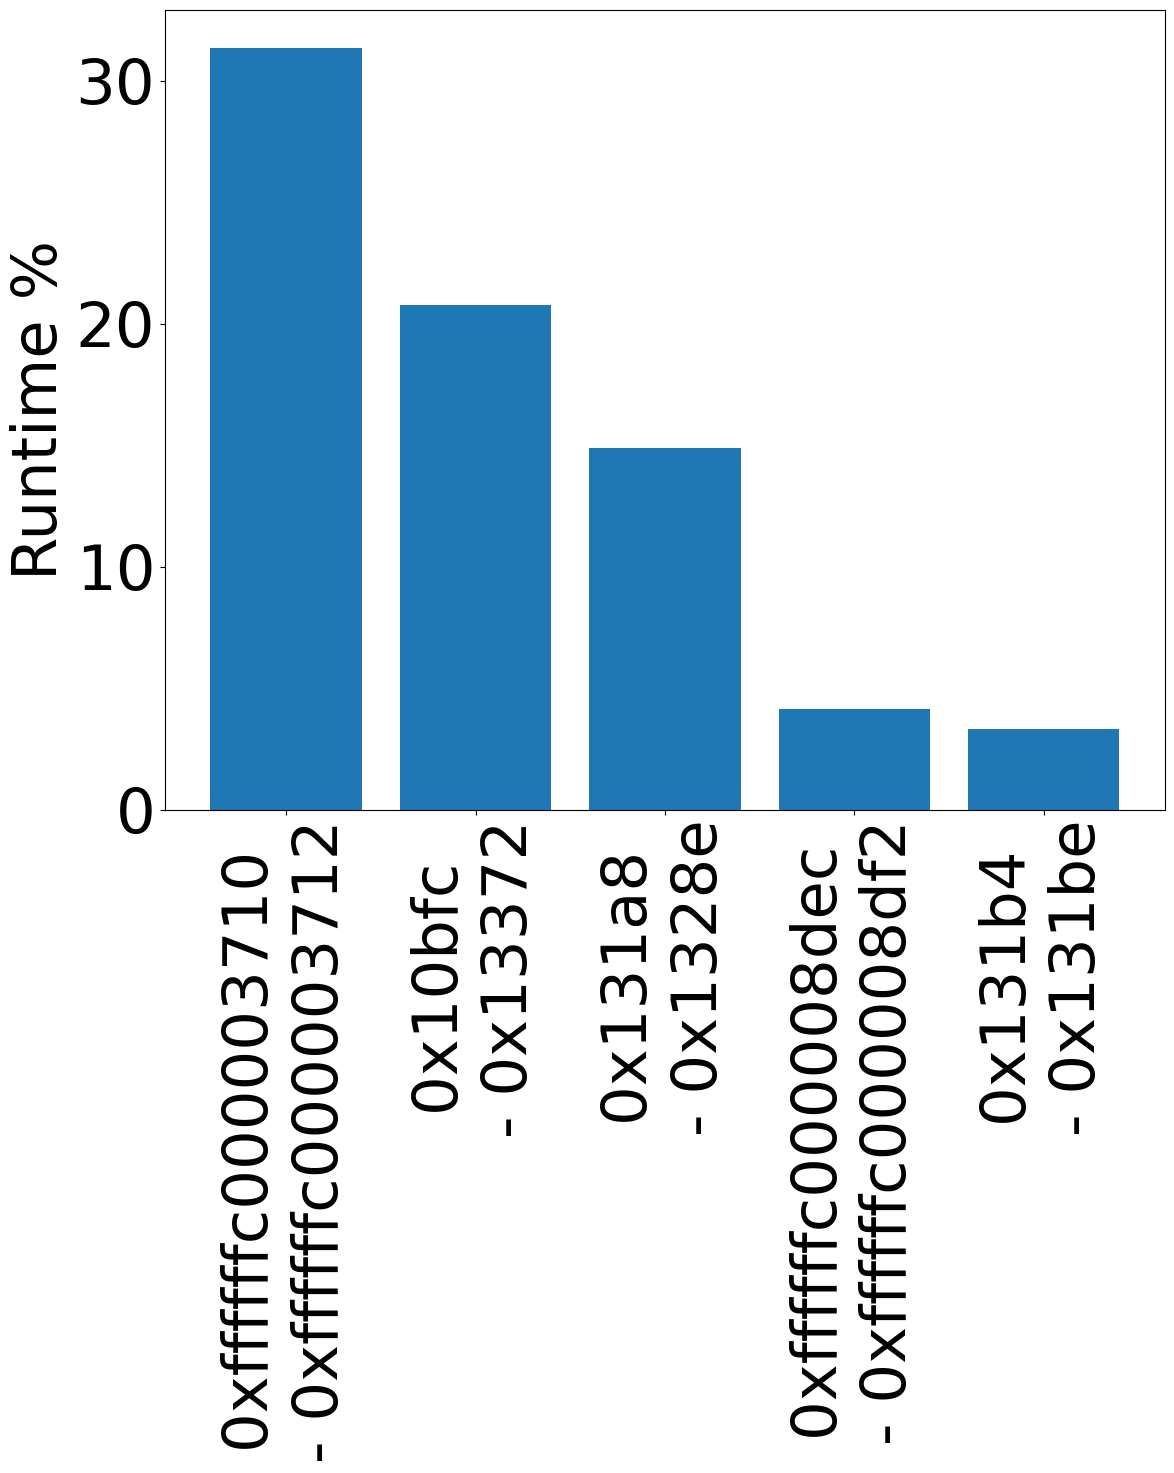 Runtime %
30
20
10
0
0xffffffc000003710
- 0xffffffc000003712
0x10bfc
- 0x13372
0x131a8
- 0x1328e
0xffffffc000008dec
- 0xffffffc000008df2
0x131b4
- 0x131be